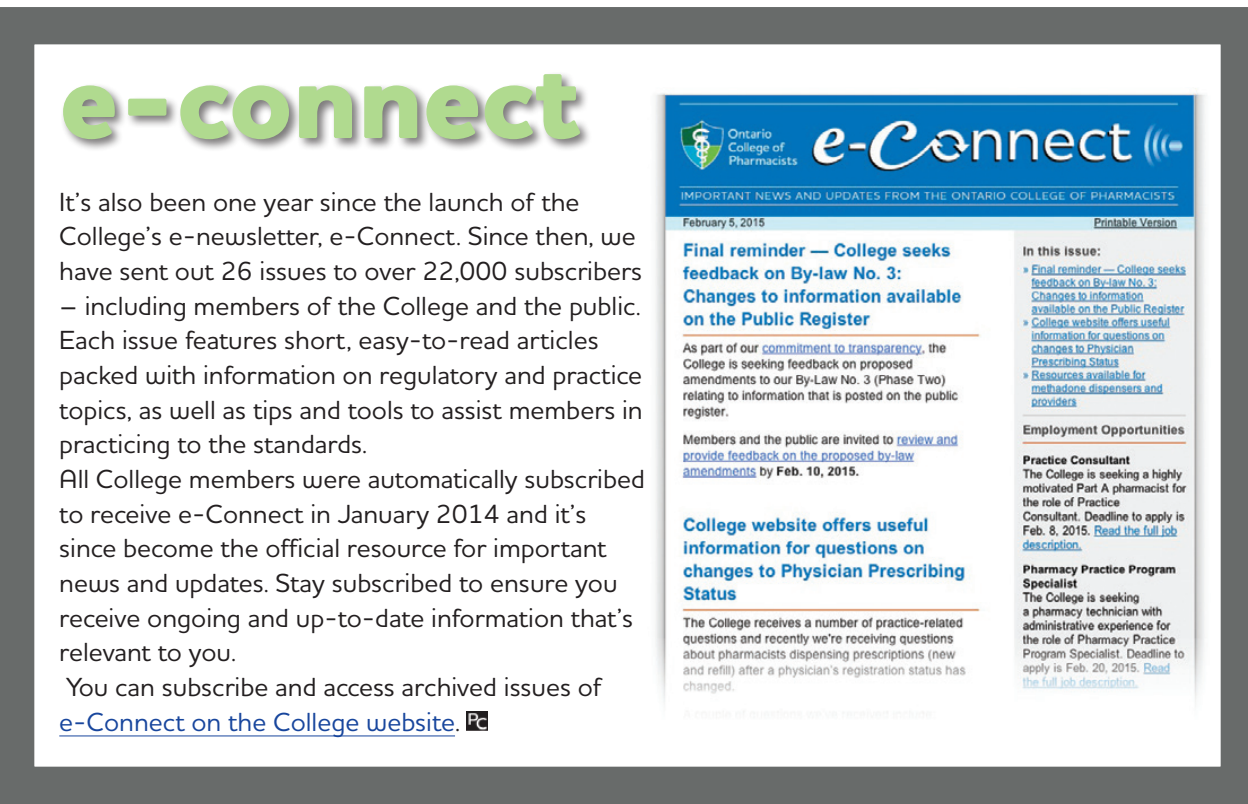 e-connect
It's also been one year since the launch of the
College's e-newsletter, e-Connect. Since then, we
have sent out 26 issues to over 22,000 subscribers
– including members of the College and the public.
Each issue features short, easy-to-read articles
packed with information on regulatory and practice
topics, as well as tips and tools to assist members in
practicing to the standards.
All College members were automatically subscribed
to receive e-Connect in January 2014 and it's
since become the official resource for important
news and updates. Stay subscribed to ensure you
receive ongoing and up-to-date information that's
relevant to you.
You can subscribe and access archived issues of
e-Connect on the College website. PC
Ontario
College of
Pharmacists
e-Connect
IMPORTANT NEWS AND UPDATES FROM THE ONTARIO COLLEGE OF PHARMACISTS
February 5, 2015
Printable Version
Final reminder — College seeks
feedback on By-law No. 3:
Changes to information available
on the Public Register
As part of our commitment to transparency, the
College is seeking feedback on proposed
amendments to our By-Law No. 3 (Phase Two)
relating to information that is posted on the public
register.
Members and the public are invited to review and
provide feedback on the proposed by-law
amendments by Feb. 10, 2015.
College website offers useful
information for questions on
changes to Physician Prescribing
Status
The College receives a number of practice-related
questions and recently we're receiving questions
about pharmacists dispensing prescriptions (new
and refill) after a physician's registration status has
changed.
In this issue:
» Final reminder — College seeks
feedback on By-law No. 3:
Changes to information
available on the Public Register
» College website offers useful
information for questions on
changes to Physician
Prescribing Status
» Resources available for
methadone dispensers and
providers
Employment Opportunities
Practice Consultant
The College is seeking a highly
motivated Part A pharmacist for
the role of Practice
Consultant. Deadline to apply is
Feb. 8, 2015. Read the full job
description.
Pharmacy Practice Program
Specialist
The College is seeking
a pharmacy technician with
administrative experience for
the role of Pharmacy Practice
Program Specialist. Deadline to
apply is Feb. 20, 2015. Read
the full job description.